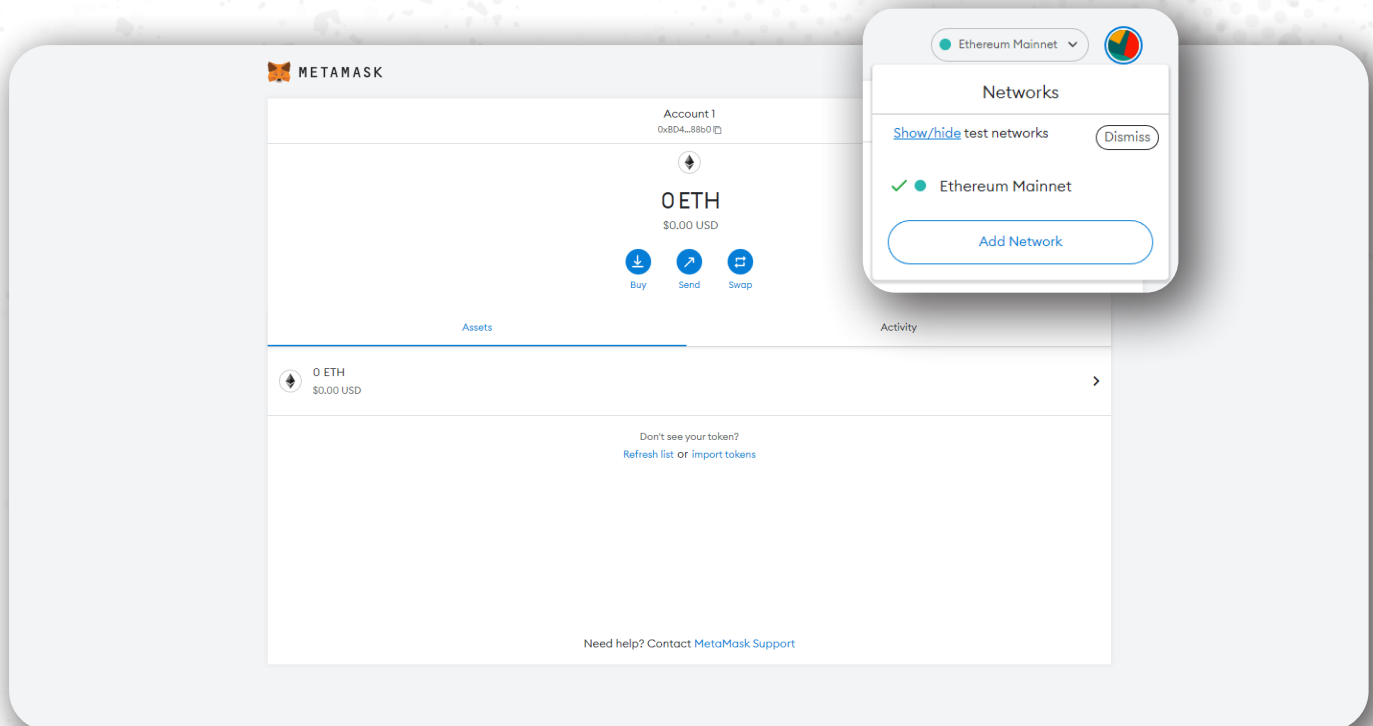 METAMASK
Account 1
0xBD4...88b0
0 ETH
$0.00 USD
Buy Send Swap
Assets Activity
0 ETH
$0.00 USD
Don't see your token?
Refresh list or import tokens
Need help? Contact MetaMask Support
Ethereum Mainnet
Networks
Show/hide test networks Dismiss
Ethereum Mainnet
Add Network